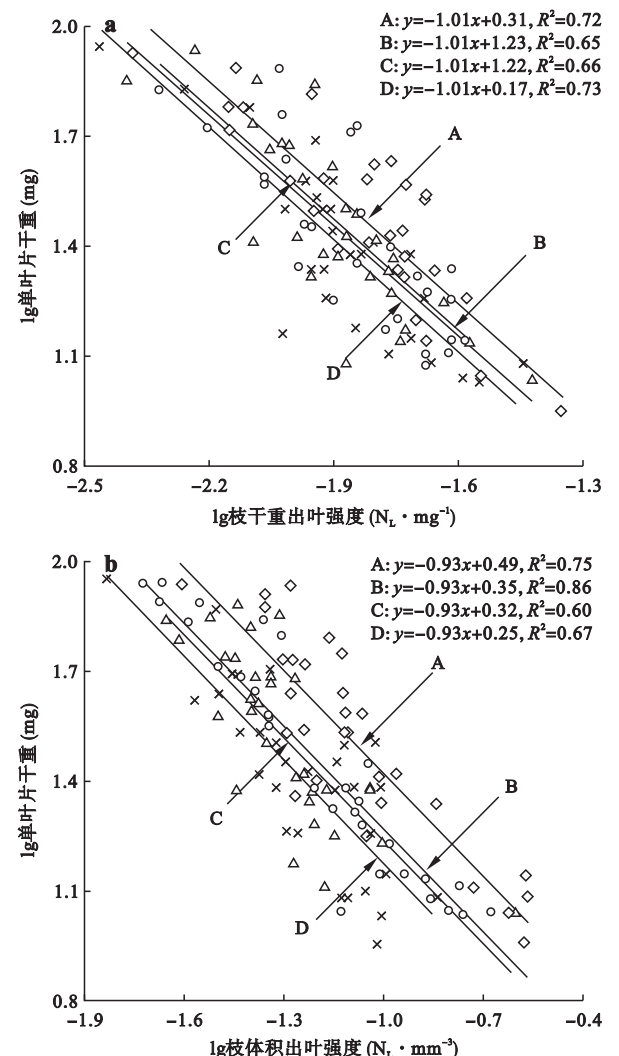 a
A: y=−1.01x+0.31, R²=0.72
B: y=−1.01x+1.23, R²=0.65
C: y=−1.01x+1.22, R²=0.66
D: y=−1.01x+0.17, R²=0.73
2.0
1.7
1.4
1.1
0.8
lg单叶片干重 (mg)
A
B
C
D
−2.5 −2.2 −1.9 −1.6 −1.3
lg枝干重出叶强度 (N_L · mg⁻¹)
b
A: y=−0.93x+0.49, R²=0.75
B: y=−0.93x+0.35, R²=0.86
C: y=−0.93x+0.32, R²=0.60
D: y=−0.93x+0.25, R²=0.67
2.0
1.7
1.4
1.1
0.8
lg单叶片干重 (mg)
A
B
C
D
−1.9 −1.6 −1.3 −1.0 −0.7 −0.4
lg枝体积出叶强度 (N_L · mm⁻³)